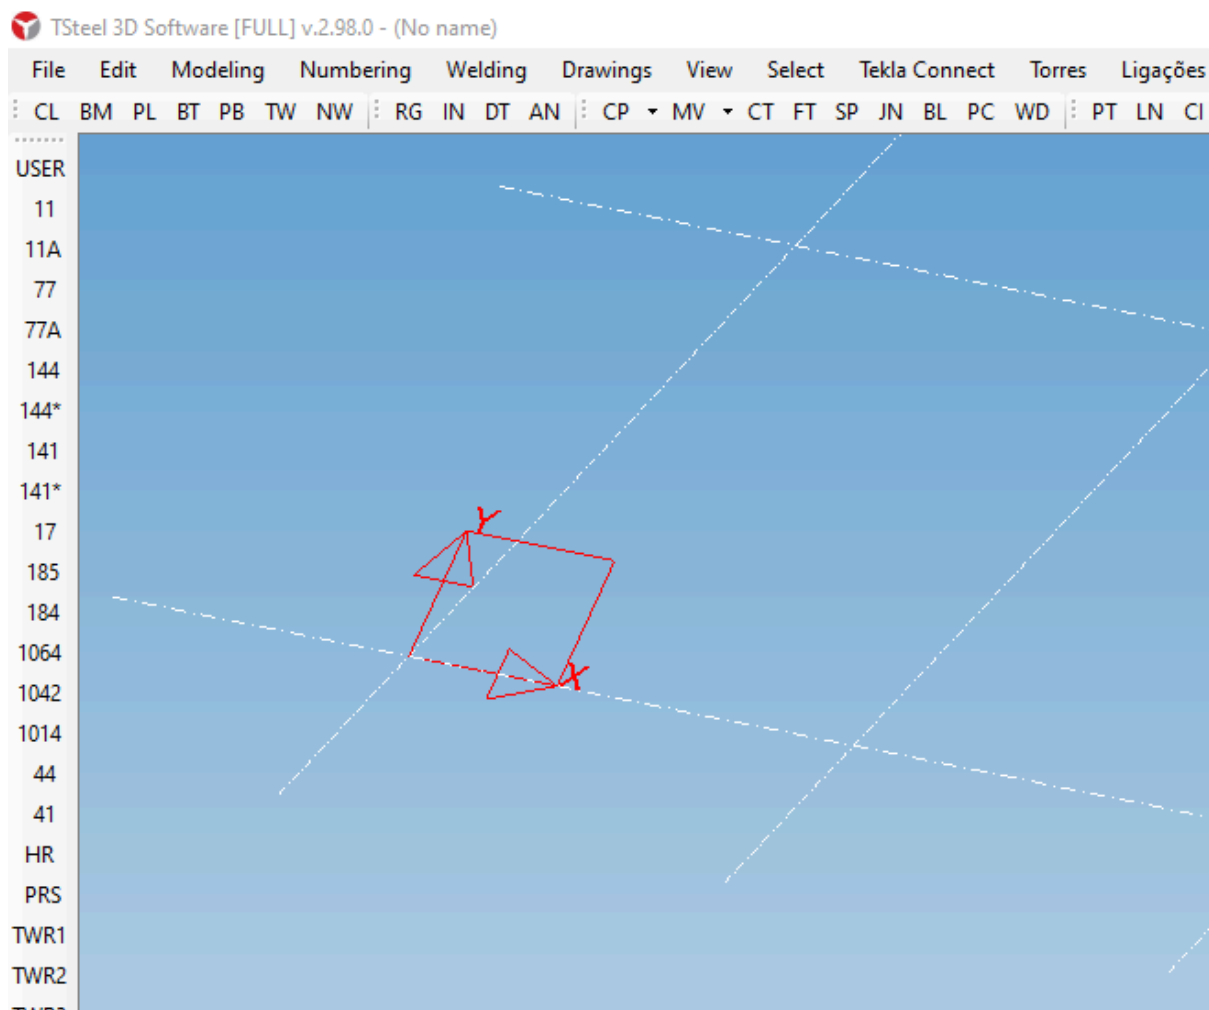 TSteel 3D Software [FULL] v.2.98.0 - (No name)
File Edit Modeling Numbering Welding Drawings View Select Tekla Connect Torres Ligações
CL BM PL BT PB TW NW RG IN DT AN CP MV CT FT SP JN BL PC WD PT LN CI
USER
11
11A
77
77A
144
144*
141
141*
17
Y
185
184
1064
X
1042
1014
44
41
HR
PRS
TWR1
TWR2